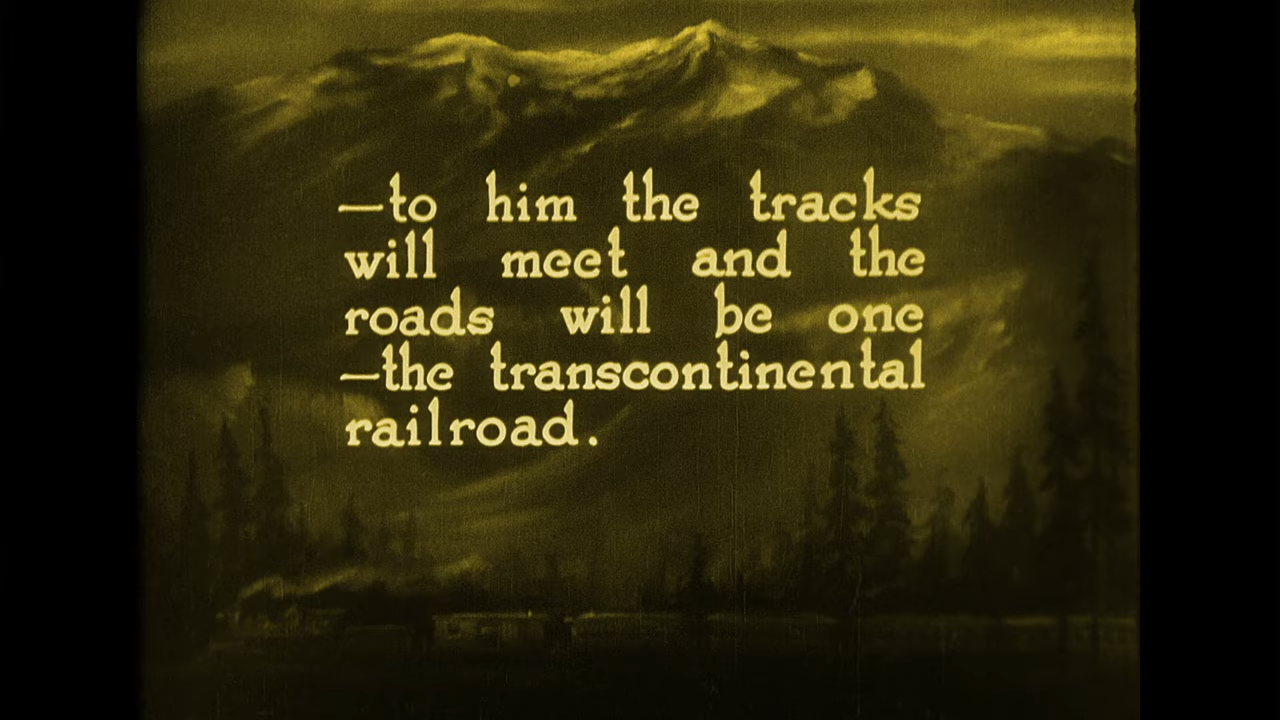 —to him the tracks
will meet and the
roads will be one
—the transcontinental
railroad.